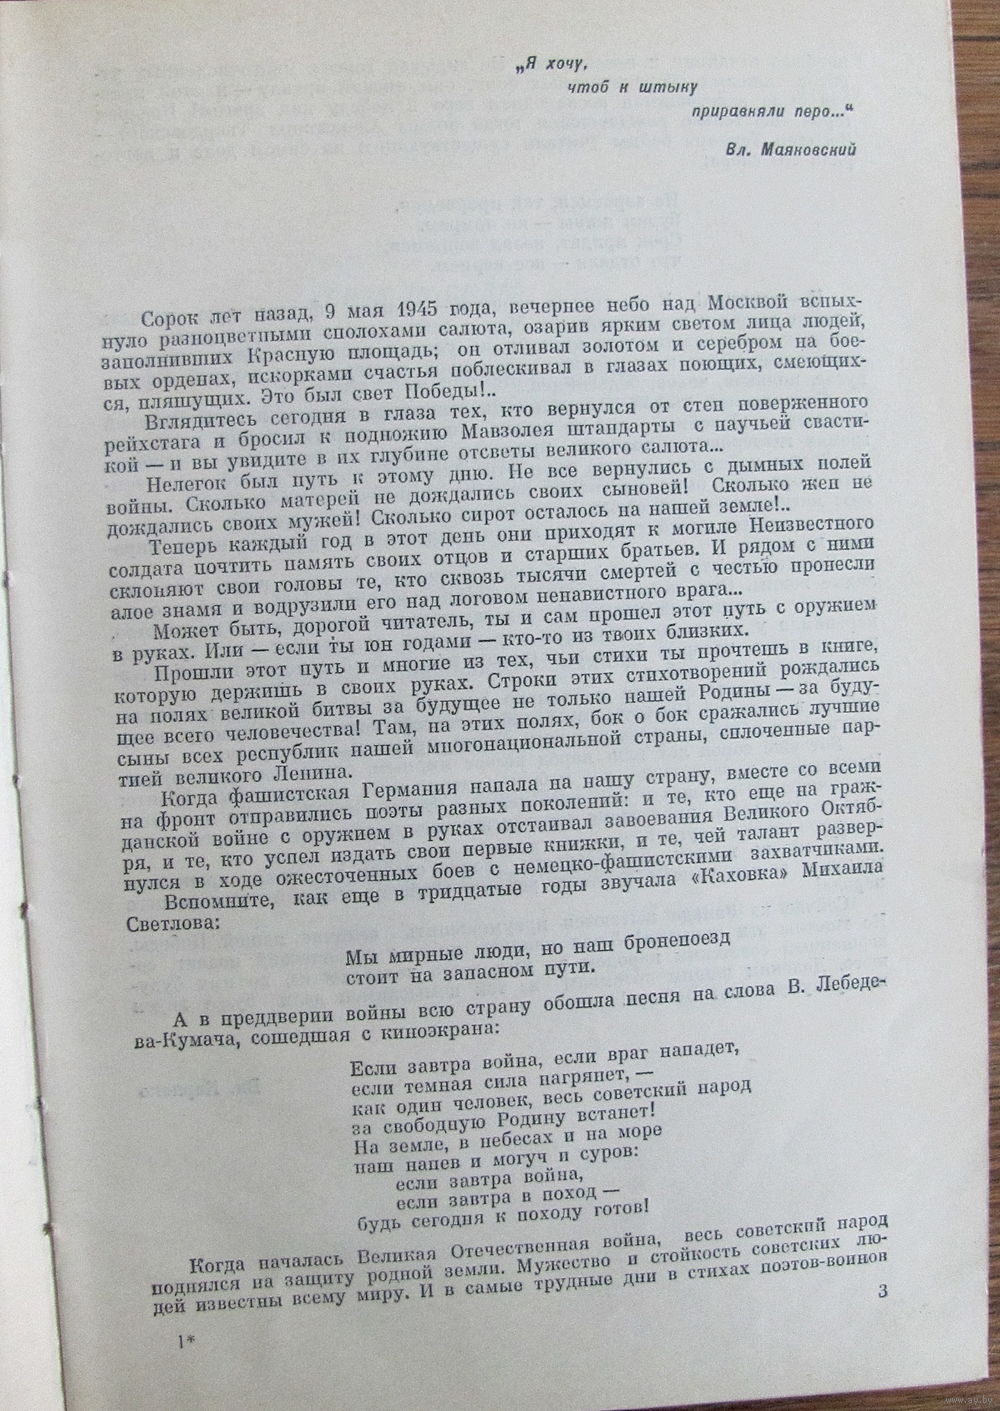 „Я хочу,
чтоб к штыку
приравняли перо...“
Вл. Маяковский
Сорок лет назад, 9 мая 1945 года, вечернее небо над Москвой вспых-
нуло разноцветными сполохами салюта, озарив ярким светом лица людей,
заполнивших Красную площадь; он отливал золотом и серебром на бое-
вых орденах, искорками счастья поблескивал в глазах поющих, смеющих-
ся, пляшущих. Это был свет Победы!..
Вглядитесь сегодня в глаза тех, кто вернулся от стен поверженного
рейхстага и бросил к подножию Мавзолея штандарты с паучьей свасти-
кой — и вы увидите в их глубине отсветы великого салюта...
Нелегок был путь к этому дню. Не все вернулись с дымных полей
войны. Сколько матерей не дождались своих сыновей! Сколько жен не
дождались своих мужей! Сколько сирот осталось на нашей земле!..
Теперь каждый год в этот день они приходят к могиле Неизвестного
солдата почтить память своих отцов и старших братьев. И рядом с ними
склоняют свои головы те, кто сквозь тысячи смертей с честью пронесли
алое знамя и водрузили его над логовом ненавистного врага...
Может быть, дорогой читатель, ты и сам прошел этот путь с оружием
в руках. Или — если ты юн годами — кто-то из твоих близких.
Прошли этот путь и многие из тех, чьи стихи ты прочтешь в книге,
которую держишь в своих руках. Строки этих стихотворений рождались
на полях великой битвы за будущее не только нашей Родины — за буду-
щее всего человечества! Там, на этих полях, бок о бок сражались лучшие
сыны всех республик нашей многонациональной страны, сплоченные пар-
тией великого Ленина.
Когда фашистская Германия напала на нашу страну, вместе со всеми
на фронт отправились поэты разных поколений: и те, кто еще на граж-
данской войне с оружием в руках отстаивал завоевания Великого Октяб-
ря, и те, кто успел издать свои первые книжки, и те, чей талант развер-
нулся в ходе ожесточенных боев с немецко-фашистскими захватчиками.
Вспомните, как еще в тридцатые годы звучала «Каховка» Михаила
Светлова:
Мы мирные люди, но наш бронепоезд
стоит на запасном пути.
А в преддверии войны всю страну обошла песня на слова В. Лебеде-
ва-Кумача, сошедшая с киноэкрана:
Если завтра война, если враг нападет,
если темная сила нагрянет, —
как один человек, весь советский народ
за свободную Родину встанет!
На земле, в небесах и на море
наш напев и могуч и суров:
если завтра война,
если завтра в поход —
будь сегодня к походу готов!
Когда началась Великая Отечественная война, весь советский народ
поднялся на защиту родной земли. Мужество и стойкость советских лю-
дей известны всему миру. И в самые трудные дни в стихах поэтов-воинов
3
1*
www.ay.by